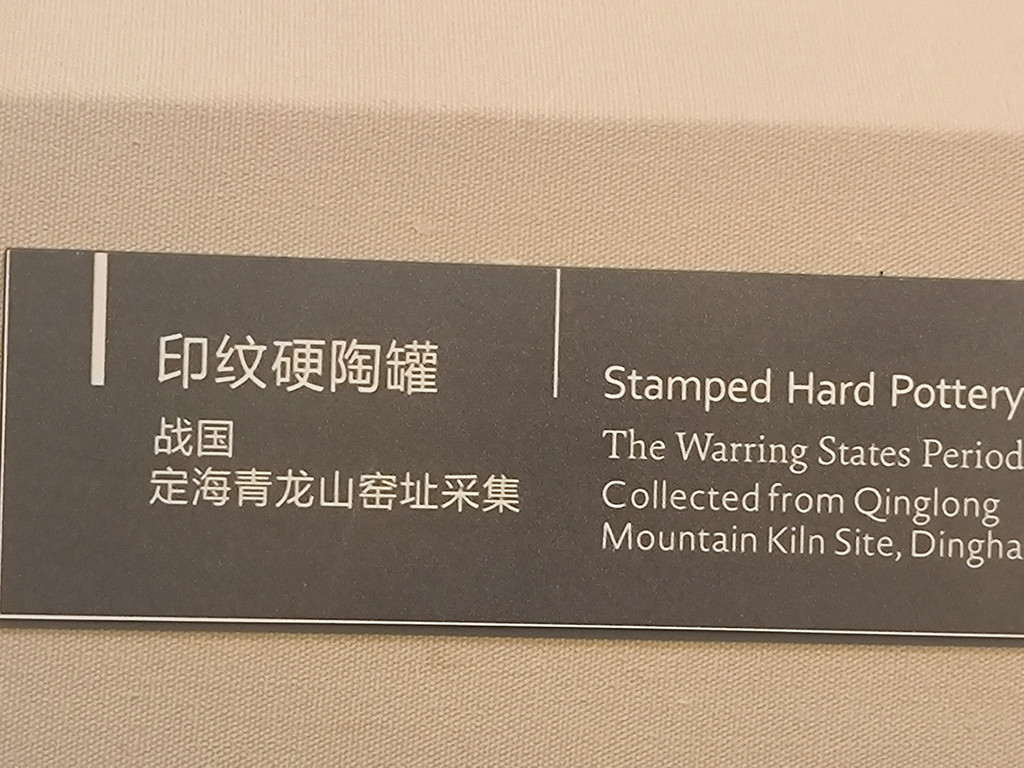 印纹硬陶罐
战国
定海青龙山窑址采集
Stamped Hard Pottery
The Warring States Period
Collected from Qinglong
Mountain Kiln Site, Dingha